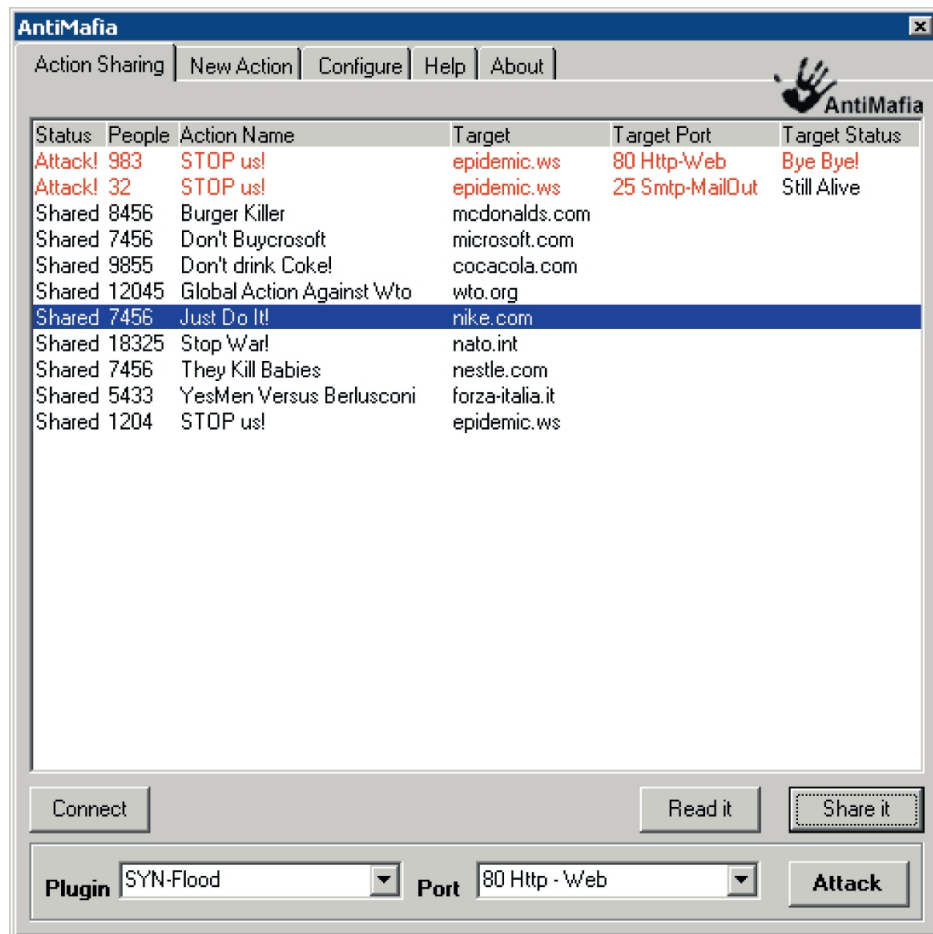 AntiMafia
Action Sharing New Action Configure Help About
AntiMafia
Status People Action Name Target Target Port Target Status
Attack! 983 STOP us! epidemic.ws 80 Http-Web Bye Bye!
Attack! 32 STOP us! epidemic.ws 25 Smtp-MailOut Still Alive
Shared 8456 Burger Killer mcdonalds.com
Shared 7456 Don't Buycrosoft microsoft.com
Shared 9855 Don't drink Coke! cocacola.com
Shared 12045 Global Action Against Wto wto.org
Shared 7456 Just Do It! nike.com
Shared 18325 Stop War! nato.int
Shared 7456 They Kill Babies nestle.com
Shared 5433 YesMen Versus Berlusconi forza-italia.it
Shared 1204 STOP us! epidemic.ws
Connect Read it Share it
Plugin SYN-Flood Port 80 Http - Web Attack